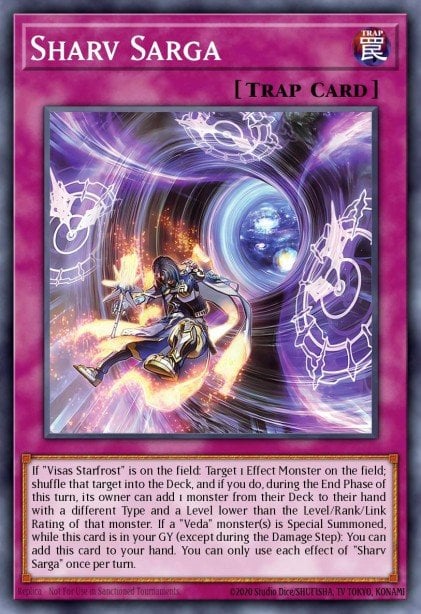 Sharv Sarga
TRAP
罠
[Trap Card]
If "Visas Starfrost" is on the field: Target 1 Effect Monster on the field;
shuffle that target into the Deck, and if you do, during the End Phase of
this turn, its owner can add 1 monster from their Deck to their hand
with a different Type and a Level lower than the Level/Rank/Link
Rating of that monster. If a "Veda" monster(s) is Special Summoned,
while this card is in your GY (except during the Damage Step): You can
add this card to your hand. You can only use each effect of "Sharv
Sarga" once per turn.
Replica - Not For Use in Sanctioned Tournaments
©2020 Studio Dice/SHUEISHA, TV TOKYO, KONAMI